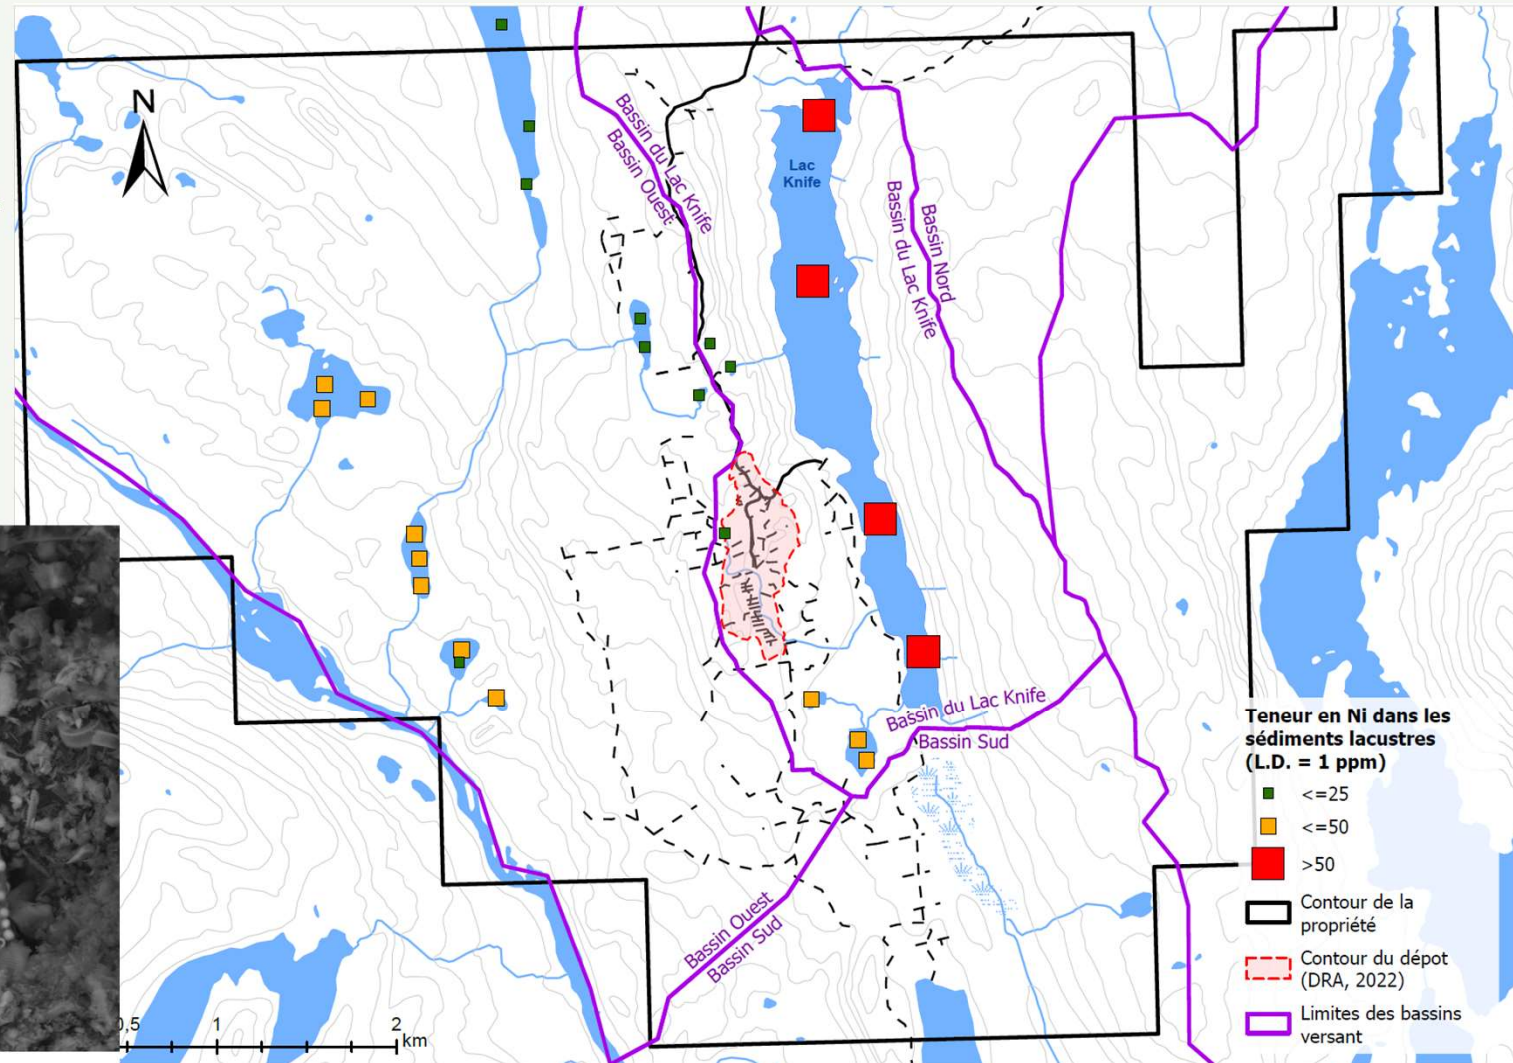 N
Bassin du Lac Knife
Bassin Ouest
Lac
Knife
Bassin Nord
Bassin du Lac Knife
Bassin du Lac Knife
Bassin Sud
Bassin Ouest
Bassin Sud
0,5
1
2
km
Teneur en Ni dans les
sédiments lacustres
(L.D. = 1 ppm)
<=25
<=50
>50
Contour de la
propriété
Contour du dépot
(DRA, 2022)
Limites des bassins
versant